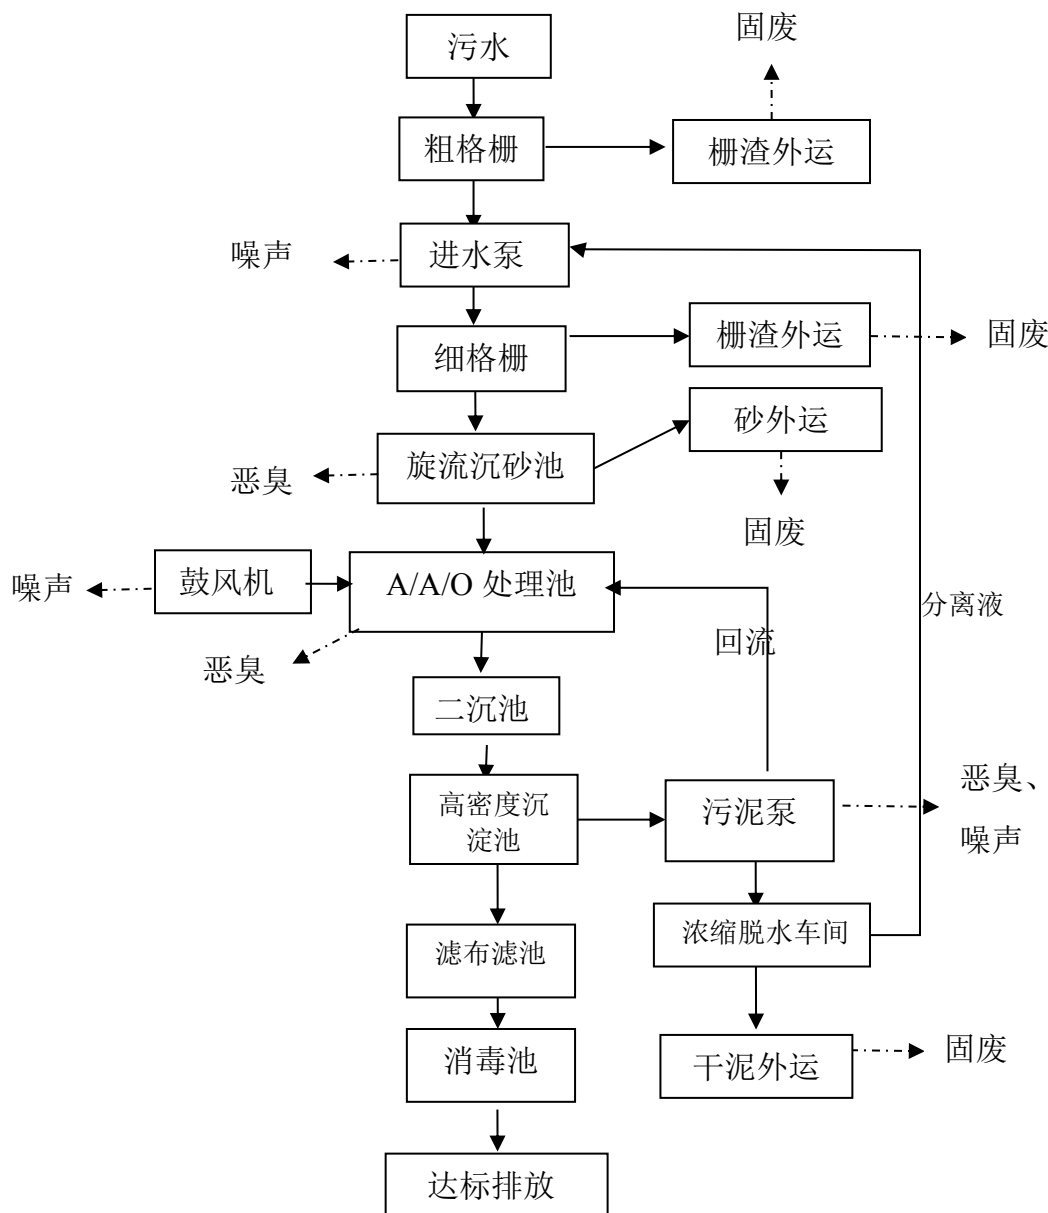 固废
污水
粗格栅
栅渣外运
噪声
进水泵
细格栅
栅渣外运
固废
砂外运
恶臭
旋流沉砂池
固废
噪声
鼓风机
A/A/O 处理池
分离液
回流
恶臭
二沉池
恶臭、
噪声
高密度沉
淀池
污泥泵
滤布滤池
浓缩脱水车间
消毒池
干泥外运
固废
达标排放